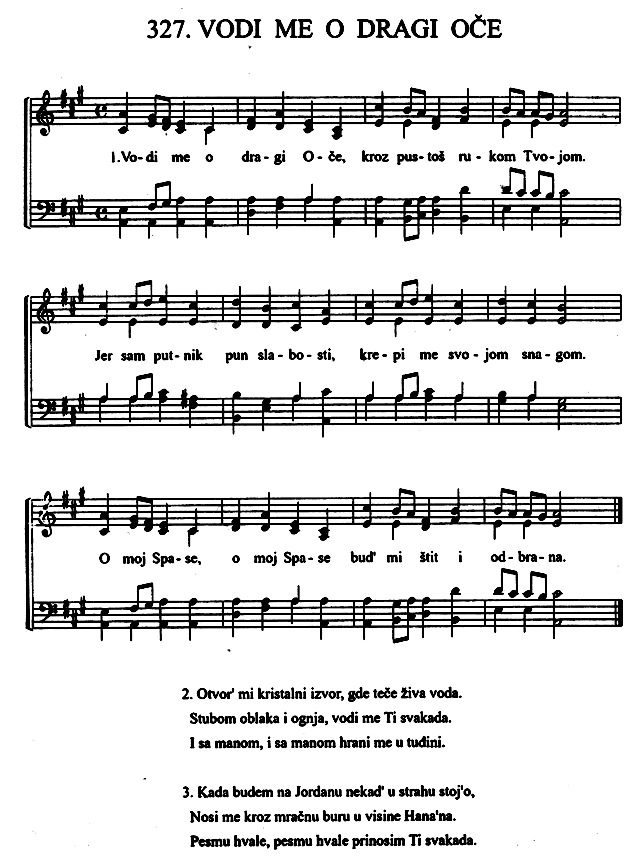 327. VODI ME O DRAGI OČE
1.Vo-di me o dra-gi O-če, kroz pus-toš ru-kom Tvo-jom.
Jer sam put-nik pun sla-bo-sti, kre-pi me svo-jom sna-gom.
O moj Spa-se, o moj Spa-se bud' mi štit i od-bra-na.
2. Otvor' mi kristalni izvor, gde teče živa voda.
Stubom oblaka i ognja, vodi me Ti svakada.
I sa manom, i sa manom hrani me u tuđini.
3. Kada budem na Jordanu nekad' u strahu stoj'o,
Nosi me kroz mračnu buru u visine Hana'na.
Pesmu hvale, pesmu hvale prinosim Ti svakada.